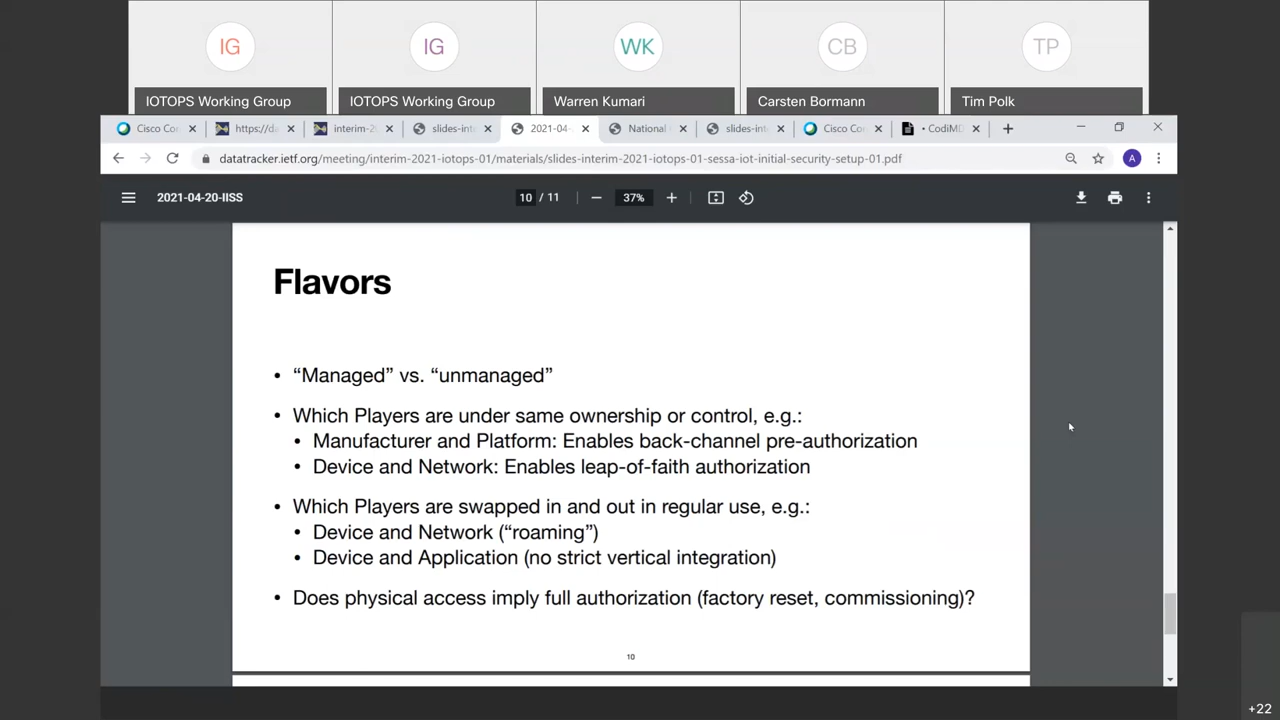 IG
IG
WK
CB
TP
IOTOPS Working Group
IOTOPS Working Group
Warren Kumari
Carsten Bormann
Tim Polk
Cisco Co
https://da
interim-2
slides-int
2021-04-
National
slides-int
Cisco Co
• CodiM
datatracker.ietf.org/meeting/interim-2021-iotops-01/materials/slides-interim-2021-iotops-01-sessa-iot-initial-security-setup-01.pdf
A
2021-04-20-IISS
10 / 11
37%
Flavors
• “Managed” vs. “unmanaged”
• Which Players are under same ownership or control, e.g.:
• Manufacturer and Platform: Enables back-channel pre-authorization
• Device and Network: Enables leap-of-faith authorization
• Which Players are swapped in and out in regular use, e.g.:
• Device and Network (“roaming”)
• Device and Application (no strict vertical integration)
• Does physical access imply full authorization (factory reset, commissioning)?
10
+22